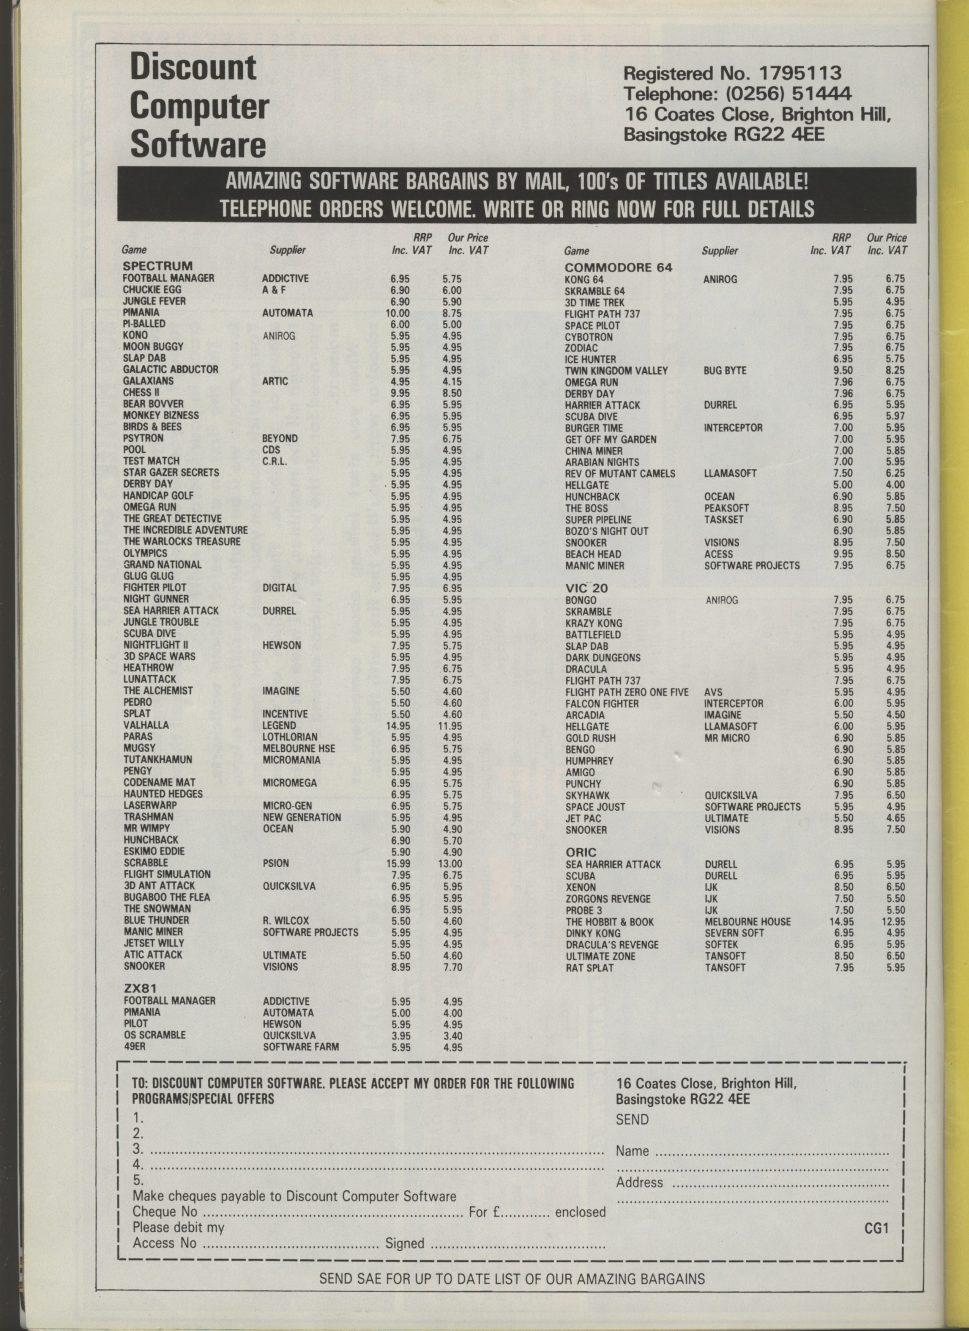 Discount
Computer
Software
Registered No. 1795113
Telephone: (0256) 51444
16 Coates Close, Brighton Hill,
Basingstoke RG22 4EE
AMAZING SOFTWARE BARGAINS BY MAIL, 100's OF TITLES AVAILABLE!
TELEPHONE ORDERS WELCOME. WRITE OR RING NOW FOR FULL DETAILS
RRP Our Price
Game Supplier Inc. VAT Inc. VAT
SPECTRUM
FOOTBALL MANAGER ADDICTIVE 6.95 5.75
CHUCKIE EGG A & F 6.90 6.00
JUNGLE FEVER 6.90 5.90
PIMANIA AUTOMATA 10.00 8.75
PI-BALLED 6.00 5.00
KONO ANIROG 5.95 4.95
MOON BUGGY 5.95 4.95
SLAP DAB 5.95 4.95
GALACTIC ABDUCTOR 5.95 4.95
GALAXIANS ARTIC 4.95 4.15
CHESS II 9.95 8.50
BEAR BOVVER 6.95 5.95
MONKEY BIZNESS 6.95 5.95
BIRDS & BEES 6.95 5.95
PSYTRON BEYOND 7.95 6.75
POOL CDS 5.95 4.95
TEST MATCH C.R.L. 5.95 4.95
STAR GAZER SECRETS 5.95 4.95
DERBY DAY 5.95 4.95
HANDICAP GOLF 5.95 4.95
OMEGA RUN 5.95 4.95
THE GREAT DETECTIVE 5.95 4.95
THE INCREDIBLE ADVENTURE 5.95 4.95
THE WARLOCKS TREASURE 5.95 4.95
OLYMPICS 5.95 4.95
GRAND NATIONAL 5.95 4.95
GLUG GLUG 5.95 4.95
FIGHTER PILOT DIGITAL 7.95 6.95
NIGHT GUNNER 6.95 5.95
SEA HARRIER ATTACK DURREL 5.95 4.95
JUNGLE TROUBLE 5.95 4.95
SCUBA DIVE 5.95 4.95
NIGHTFLIGHT II HEWSON 7.95 5.75
3D SPACE WARS 5.95 4.95
HEATHROW 7.95 6.75
LUNATTACK 7.95 6.75
THE ALCHEMIST IMAGINE 5.50 4.60
PEDRO 5.50 4.60
SPLAT INCENTIVE 5.50 4.60
VALHALLA LEGEND 14.95 11.95
PARAS LOTHLORIAN 5.95 4.95
MUGSY MELBOURNE HSE 6.95 5.75
TUTANKHAMUN MICROMANIA 5.95 4.95
PENGY 5.95 4.95
CODENAME MAT MICROMEGA 6.95 5.75
HAUNTED HEDGES 6.95 5.75
LASERWARP MICRO-GEN 6.95 5.75
TRASHMAN NEW GENERATION 5.95 4.95
MR WIMPY OCEAN 5.90 4.90
HUNCHBACK 6.90 5.70
ESKIMO EDDIE 5.90 4.90
SCRABBLE PSION 15.99 13.00
FLIGHT SIMULATION 7.95 6.75
3D ANT ATTACK QUICKSILVA 6.95 5.95
BUGABOO THE FLEA 6.95 5.95
THE SNOWMAN 6.95 5.95
BLUE THUNDER R. WILCOX 5.50 4.60
MANIC MINER SOFTWARE PROJECTS 5.95 4.95
JETSET WILLY 5.95 4.95
ATIC ATTACK ULTIMATE 5.50 4.60
SNOOKER VISIONS 8.95 7.70
ZX81
FOOTBALL MANAGER ADDICTIVE 5.95 4.95
PIMANIA AUTOMATA 5.00 4.00
PILOT HEWSON 5.95 4.95
OS SCRAMBLE QUICKSILVA 3.95 3.40
49ER SOFTWARE FARM 5.95 4.95
RRP Our Price
Game Supplier Inc. VAT Inc. VAT
COMMODORE 64
KONG 64 ANIROG 7.95 6.75
SKRAMBLE 64 7.95 6.75
3D TIME TREK 5.95 4.95
FLIGHT PATH 737 7.95 6.75
SPACE PILOT 7.95 6.75
CYBOTRON 7.95 6.75
ZODIAC 7.95 6.75
ICE HUNTER 6.95 5.75
TWIN KINGDOM VALLEY BUG BYTE 9.50 8.25
OMEGA RUN 7.96 6.75
DERBY DAY 7.96 6.75
HARRIER ATTACK DURREL 6.95 5.95
SCUBA DIVE 6.95 5.97
BURGER TIME INTERCEPTOR 7.00 5.95
GET OFF MY GARDEN 7.00 5.95
CHINA MINER 7.00 5.85
ARABIAN NIGHTS 7.00 5.95
REV OF MUTANT CAMELS LLAMASOFT 7.50 6.25
HELLGATE 5.00 4.00
HUNCHBACK OCEAN 6.90 5.85
THE BOSS PEAKSOFT 8.95 7.50
SUPER PIPELINE TASKSET 6.90 5.85
BOZO'S NIGHT OUT 6.90 5.85
SNOOKER VISIONS 8.95 7.50
BEACH HEAD ACESS 9.95 8.50
MANIC MINER SOFTWARE PROJECTS 7.95 6.75
VIC 20
BONGO ANIROG 7.95 6.75
SKRAMBLE 7.95 6.75
KRAZY KONG 7.95 6.75
BATTLEFIELD 5.95 4.95
SLAP DAB 5.95 4.95
DARK DUNGEONS 5.95 4.95
DRACULA 5.95 4.95
FLIGHT PATH 737 7.95 6.75
FLIGHT PATH ZERO ONE FIVE AVS 5.95 4.95
FALCON FIGHTER INTERCEPTOR 6.00 5.95
ARCADIA IMAGINE 5.50 4.50
HELLGATE LLAMASOFT 6.00 5.95
GOLD RUSH MR MICRO 6.90 5.85
BENGO 6.90 5.85
HUMPHREY 6.90 5.85
AMIGO 6.90 5.85
PUNCHY 6.90 5.85
SKYHAWK QUICKSILVA 7.95 6.50
SPACE JOUST SOFTWARE PROJECTS 5.95 4.95
JET PAC ULTIMATE 5.50 4.65
SNOOKER VISIONS 8.95 7.50
ORIC
SEA HARRIER ATTACK DURELL 6.95 5.95
SCUBA DURELL 6.95 5.95
XENON IJK 8.50 6.50
ZORGONS REVENGE IJK 7.50 5.50
PROBE 3 IJK 7.50 5.50
THE HOBBIT & BOOK MELBOURNE HOUSE 14.95 12.95
DINKY KONG SEVERN SOFT 6.95 4.95
DRACULA'S REVENGE SOFTEK 6.95 5.95
ULTIMATE ZONE TANSOFT 8.50 6.50
RAT SPLAT TANSOFT 7.95 5.95
TO: DISCOUNT COMPUTER SOFTWARE. PLEASE ACCEPT MY ORDER FOR THE FOLLOWING
PROGRAMS/SPECIAL OFFERS
1.
2.
3.
4.
5.
Make cheques payable to Discount Computer Software
Cheque No For £ enclosed
Please debit my
Access No Signed
16 Coates Close, Brighton Hill,
Basingstoke RG22 4EE
SEND
Name
Address
CG1
SEND SAE FOR UP TO DATE LIST OF OUR AMAZING BARGAINS